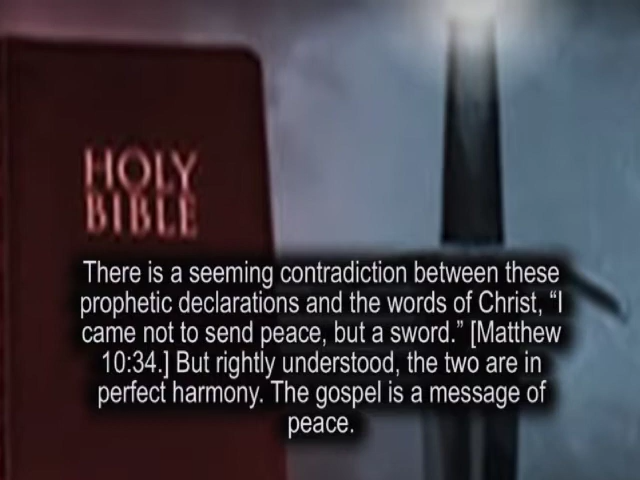 HOLY
BIBLE
There is a seeming contradiction between these
prophetic declarations and the words of Christ, “I
came not to send peace, but a sword.” [Matthew
10:34.] But rightly understood, the two are in
perfect harmony. The gospel is a message of
peace.